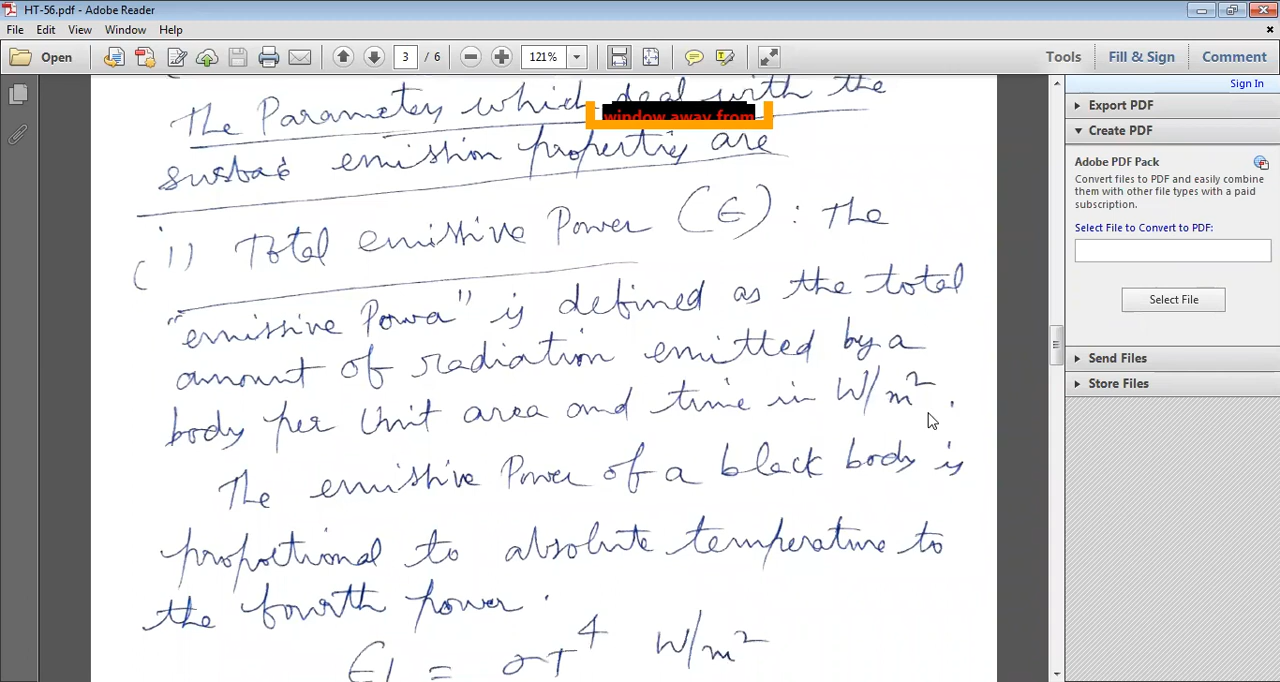 HT-56.pdf - Adobe Reader
File Edit View Window Help
Open 3 / 6 121% Tools Fill & Sign Comment
Sign In
Export PDF
Create PDF
Adobe PDF Pack
Convert files to PDF and easily combine
them with other file types with a paid
subscription.
Select File to Convert to PDF:
Select File
Send Files
Store Files
window away from
The Parameters which deal with the
emission properties are
(i) Total emissive Power (E) : The
"emissive Power" is defined as the total
amount of radiation emitted by a
body per Unit area and time in W/m².
The emissive Power of a black body is
proportional to absolute temperature to
the fourth power.
= σT⁴ W/m²